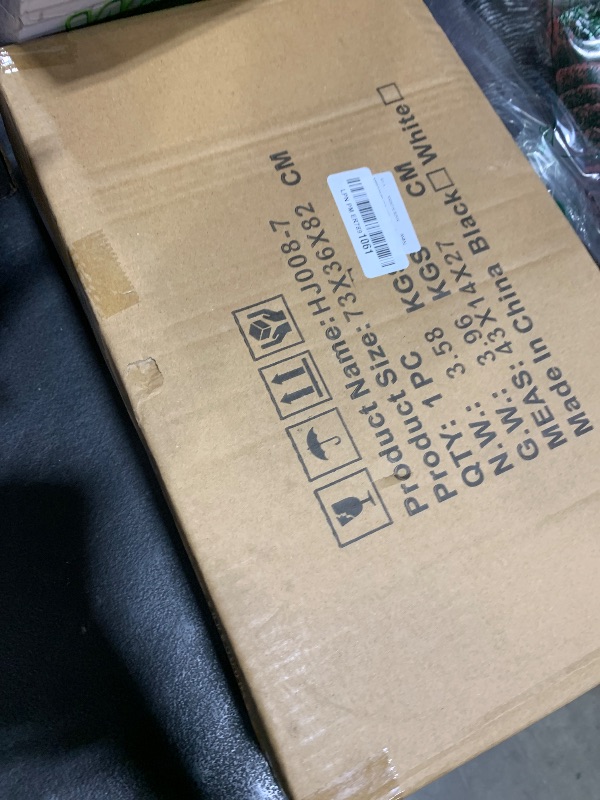 Product Name: HJ008-7
Product Size: 73X36X82 CM
QTY: 1 PC
N.W.: 3.58 KGS
G.W.: 3.96 KGS
MEAS: 43X14X27 CM
Made In China Black☐ White☐
1061